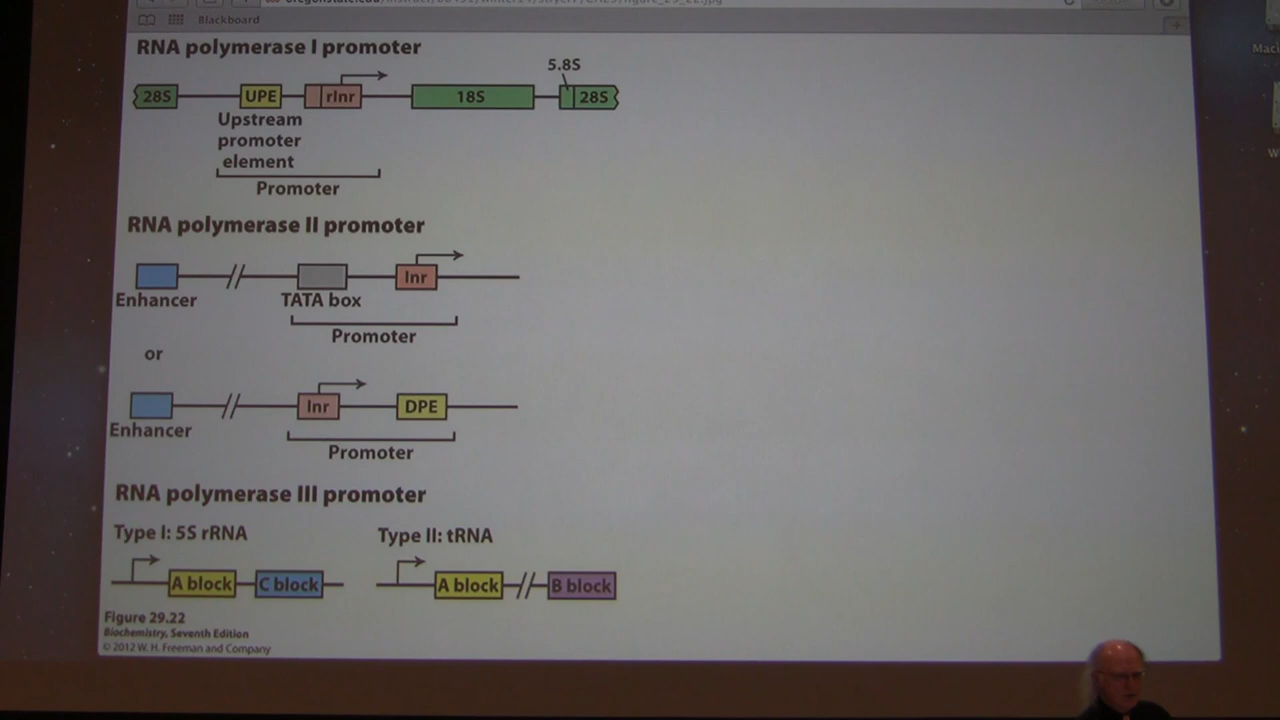 Blackboard
RNA polymerase I promoter
5.8S
28S
UPE
rInr
18S
28S
Upstream
promoter
element
Promoter
RNA polymerase II promoter
Inr
Enhancer
TATA box
Promoter
or
Inr
DPE
Enhancer
Promoter
RNA polymerase III promoter
Type I: 5S rRNA
Type II: tRNA
A block
C block
A block
B block
Figure 29.22
Biochemistry, Seventh Edition
© 2012 W. H. Freeman and Company